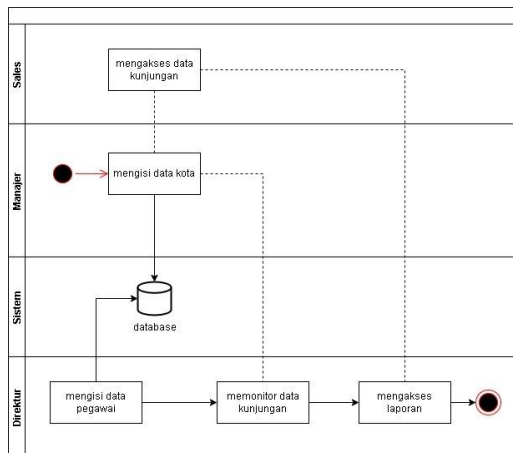 Sales
mengakses data
kunjungan
Manajer
mengisi data kota
Sistem
database
Direktur
mengisi data
pegawai
memonitor data
kunjungan
mengakses
laporan